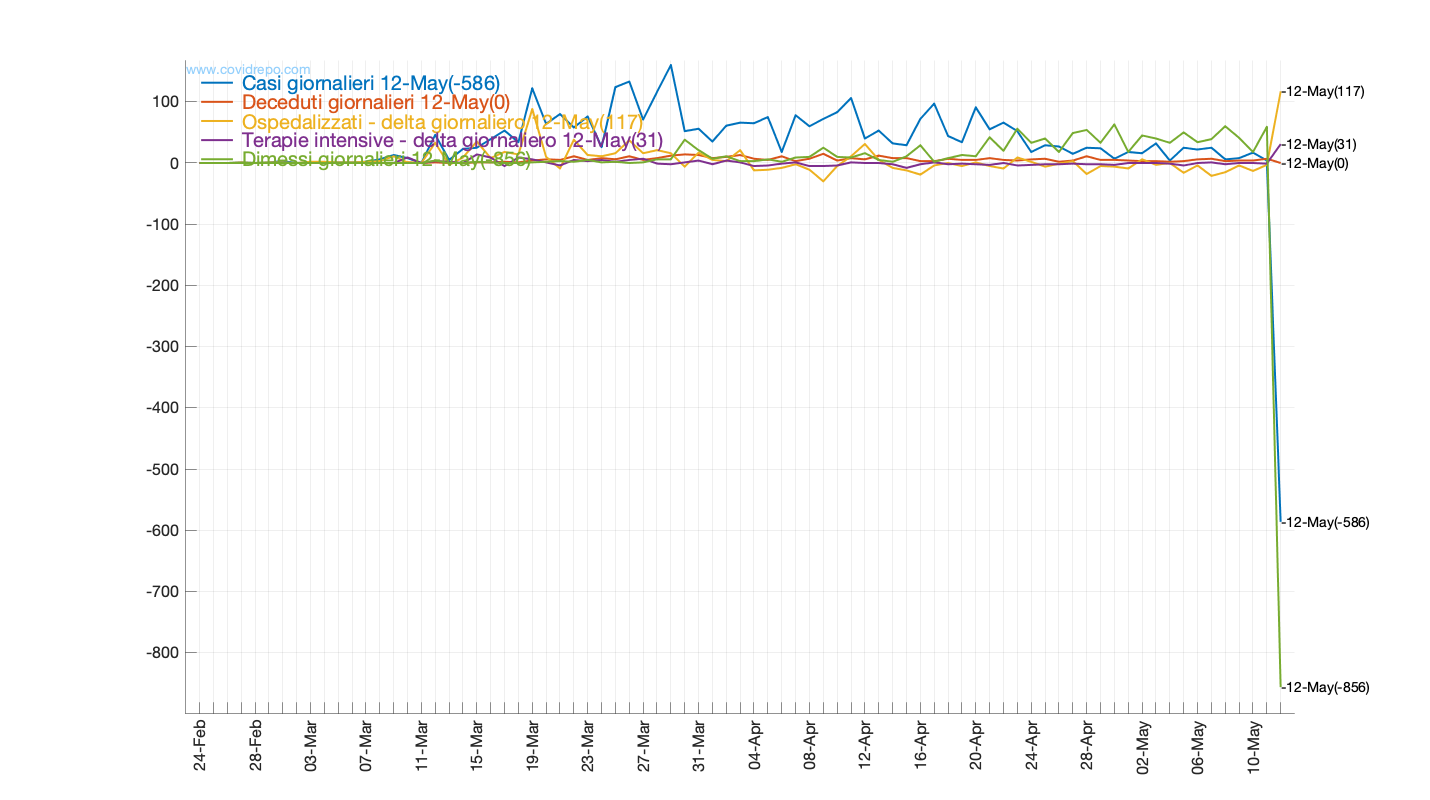 www.covidrepo.com
Casi giornalieri 12-May(-586)
Deceduti giornalieri 12-May(0)
Ospedalizzati - delta giornaliero 12-May(117)
Terapie intensive - delta giornaliero 12-May(31)
Dimessi giornalieri 12-May(-856)
100
0
-100
-200
-300
-400
-500
-600
-700
-800
-12-May(117)
-12-May(31)
-12-May(0)
-12-May(-586)
-12-May(-856)
24-Feb
28-Feb
03-Mar
07-Mar
11-Mar
15-Mar
19-Mar
23-Mar
27-Mar
31-Mar
04-Apr
08-Apr
12-Apr
16-Apr
20-Apr
24-Apr
28-Apr
02-May
06-May
10-May